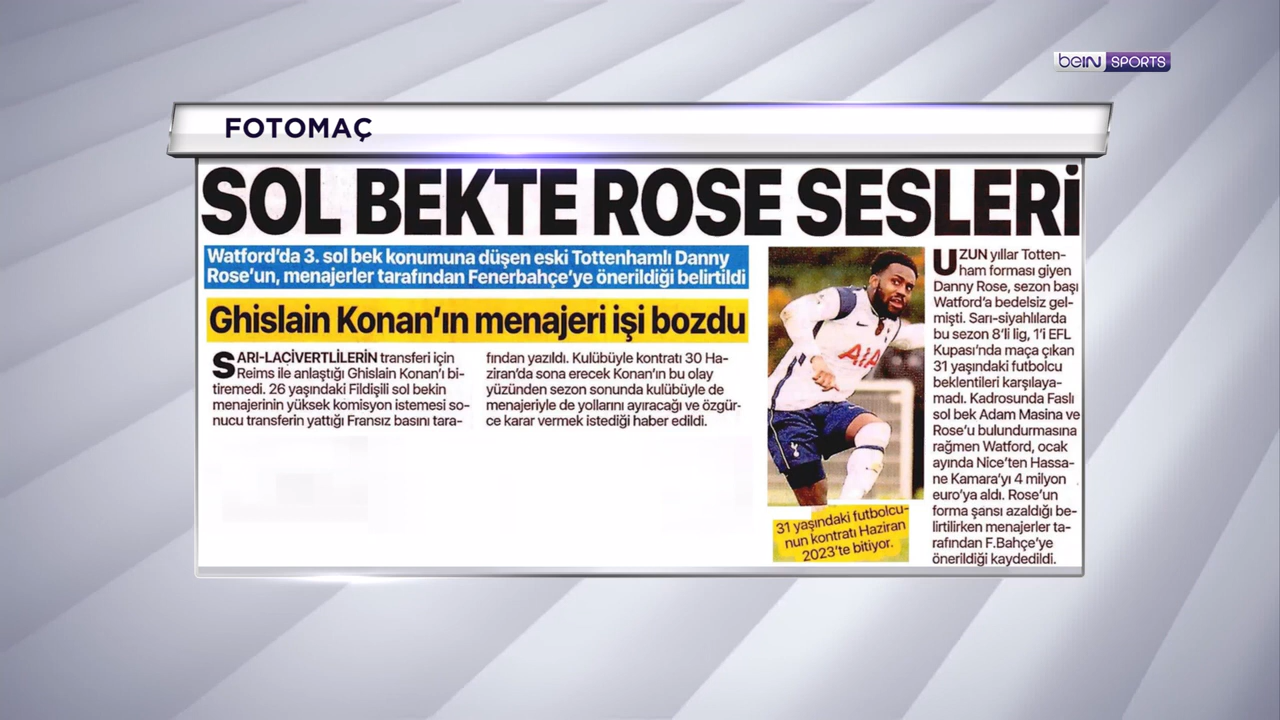 beIN SPORTS
FOTOMAÇ
SOL BEKTE ROSE SESLERİ
Watford’da 3. sol bek konumuna düşen eski Tottenhamlı Danny
Rose’un, menajerler tarafından Fenerbahçe’ye önerildiği belirtildi
Ghislain Konan’ın menajeri işi bozdu
SARI-LACİVERTLİLERİN transferi için
Reims ile anlaştığı Ghislain Konan’ı bi-
tiremedi. 26 yaşındaki Fildişili sol bekin
menajerinin yüksek komisyon istemesi so-
nucu transferin yattığı Fransız basını tara-
fından yazıldı. Kulübüyle kontratı 30 Ha-
ziran’da sona erecek Konan’ın bu olay
yüzünden sezon sonunda kulübüyle de
menajeriyle de yollarını ayıracağı ve özgür-
ce karar vermek istediği haber edildi.
AIA
31 yaşındaki futbolcu-
nun kontratı Haziran
2023’te bitiyor.
UZUN yıllar Totten-
ham forması giyen
Danny Rose, sezon başı
Watford’a bedelsiz gel-
mişti. Sarı-siyahlılarda
bu sezon 8’li lig, 1’i EFL
Kupası’nda maça çıkan
31 yaşındaki futbolcu
beklentileri karşılaya-
madı. Kadrosunda Faslı
sol bek Adam Masina ve
Rose’u bulundurmasına
rağmen Watford, ocak
ayında Nice’ten Hassa-
ne Kamara’yı 4 milyon
euro’ya aldı. Rose’un
forma şansı azaldığı be-
lirtilirken menajerler ta-
rafından F.Bahçe’ye
önerildiği kaydedildi.